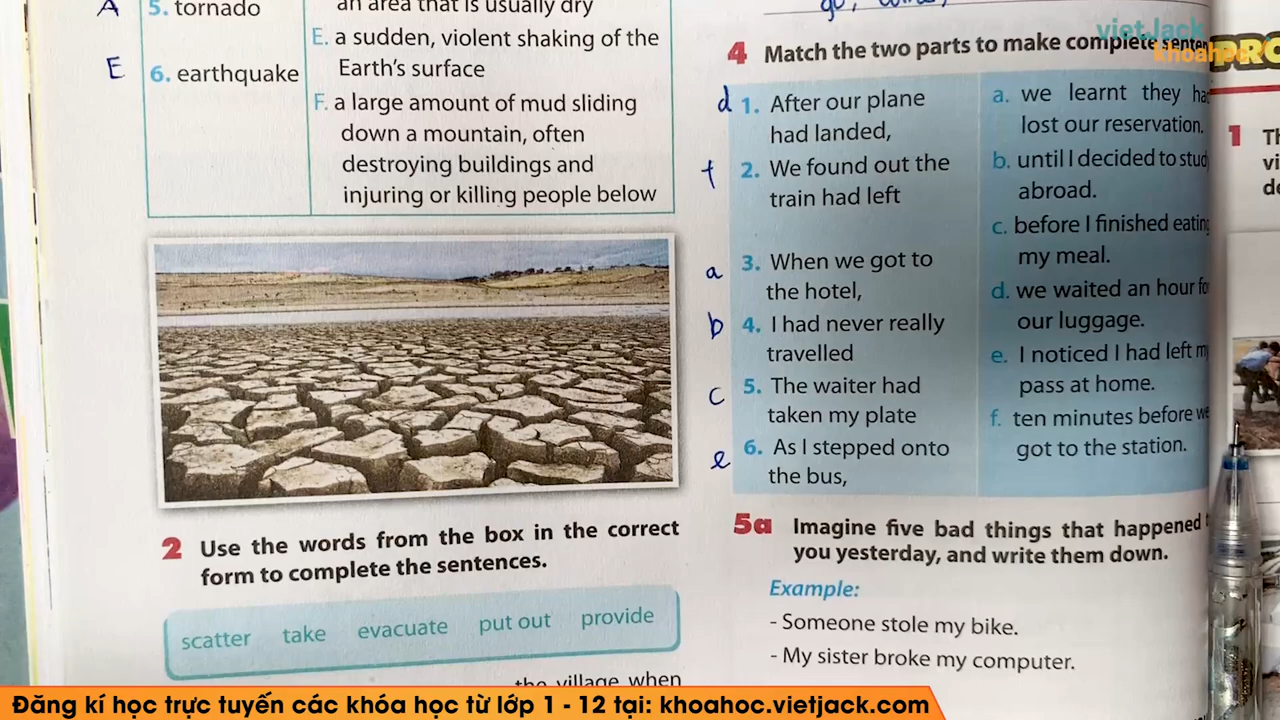 A 5. tornado
an area that is usually dry
E. a sudden, violent shaking of the
Earth's surface
E 6. earthquake
F. a large amount of mud sliding
down a mountain, often
destroying buildings and
injuring or killing people below
2 Use the words from the box in the correct
form to complete the sentences.
scatter take evacuate put out provide
the village when
go,
vietJack
khoahoc
4 Match the two parts to make complete
d 1. After our plane
had landed,
f 2. We found out the
train had left
a 3. When we got to
the hotel,
b 4. I had never really
travelled
c 5. The waiter had
taken my plate
e 6. As I stepped onto
the bus,
a. we learnt they ha
lost our reservation.
b. until I decided to stud
abroad.
c. before I finished eating
my meal.
d. we waited an hour fo
our luggage.
e. I noticed I had left m
pass at home.
f. ten minutes before we
got to the station.
5a Imagine five bad things that happened t
you yesterday, and write them down.
Example:
- Someone stole my bike.
- My sister broke my computer.
1 Th
vi
de
Đăng kí học trực tuyến các khóa học từ lớp 1 - 12 tại: khoahoc.vietjack.com